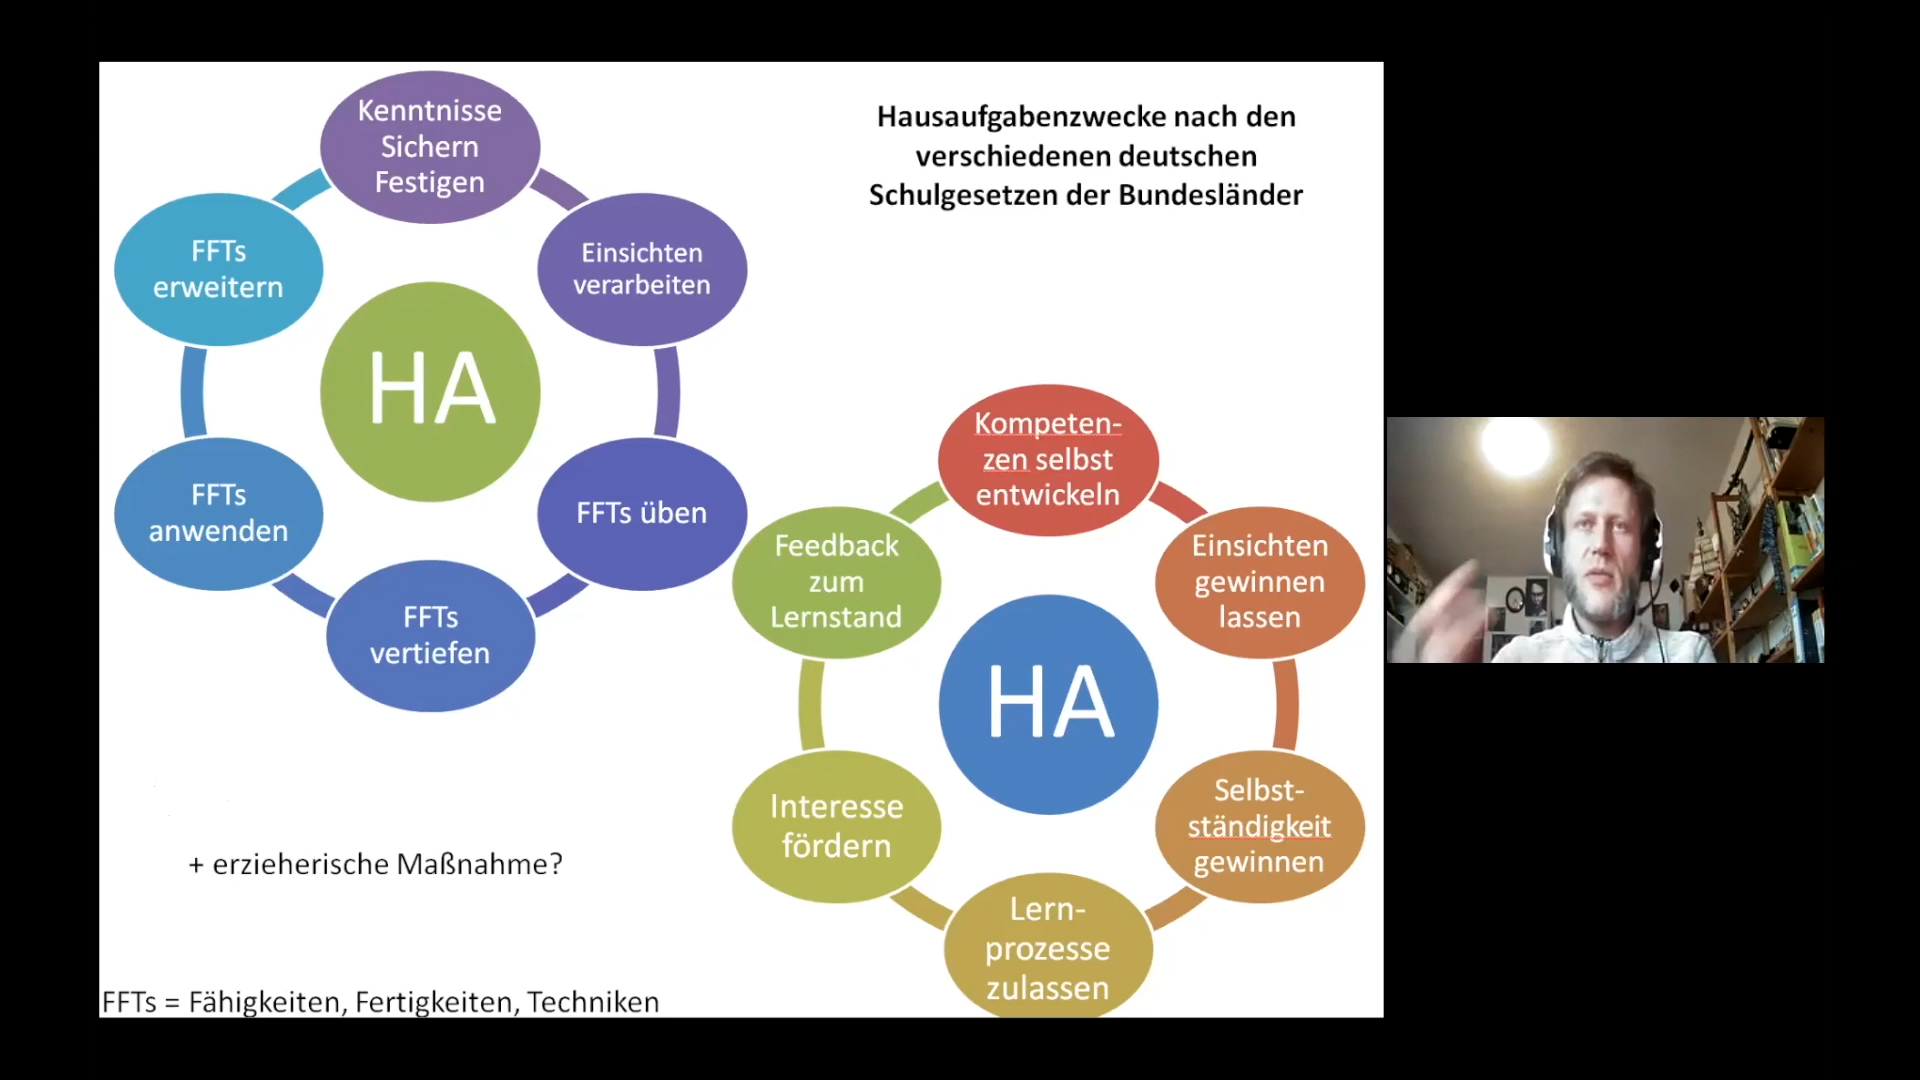 Hausaufgabenzwecke nach den
verschiedenen deutschen
Schulgesetzen der Bundesländer
Kenntnisse
Sichern
Festigen
Einsichten
verarbeiten
FFTs üben
FFTs
vertiefen
FFTs
anwenden
FFTs
erweitern
HA
Kompeten-
zen selbst
entwickeln
Einsichten
gewinnen
lassen
Selbst-
ständigkeit
gewinnen
Lern-
prozesse
zulassen
Interesse
fördern
Feedback
zum
Lernstand
HA
+ erzieherische Maßnahme?
FFTs = Fähigkeiten, Fertigkeiten, Techniken